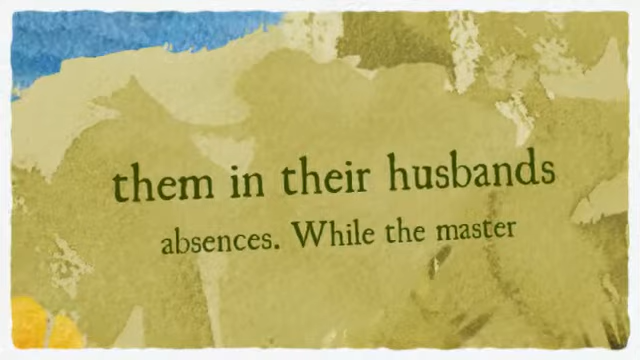 them in their husbands
absences. While the master